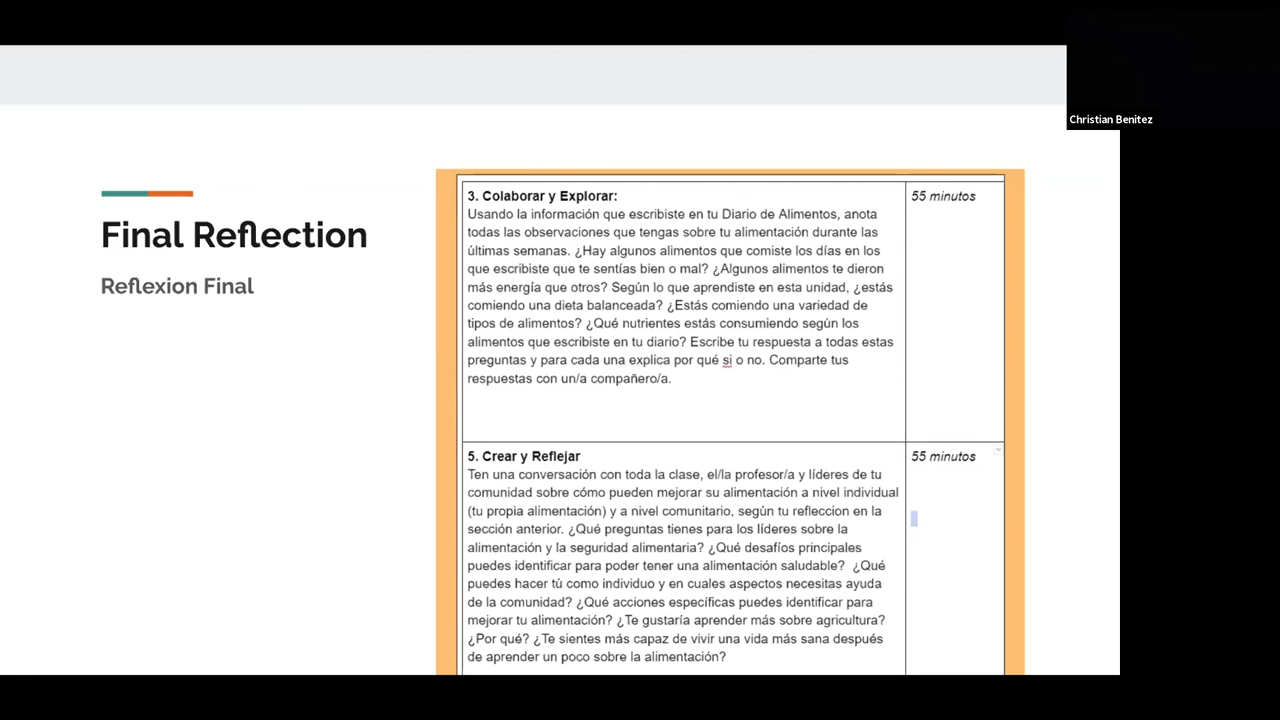 Christian Benitez
Final Reflection
Reflexion Final
3. Colaborar y Explorar:
55 minutos
Usando la información que escribiste en tu Diario de Alimentos, anota
todas las observaciones que tengas sobre tu alimentación durante las
últimas semanas. ¿Hay algunos alimentos que comiste los días en los
que escribiste que te sentías bien o mal? ¿Algunos alimentos te dieron
más energía que otros? Según lo que aprendiste en esta unidad, ¿estás
comiendo una dieta balanceada? ¿Estás comiendo una variedad de
tipos de alimentos? ¿Qué nutrientes estás consumiendo según los
alimentos que escribiste en tu diario? Escribe tu respuesta a todas estas
preguntas y para cada una explica por qué si o no. Comparte tus
respuestas con un/a compañero/a.
5. Crear y Reflejar
55 minutos
Ten una conversación con toda la clase, el/la profesor/a y líderes de tu
comunidad sobre cómo pueden mejorar su alimentación a nivel individual
(tu propia alimentación) y a nivel comunitario, según tu refleccion en la
sección anterior. ¿Qué preguntas tienes para los líderes sobre la
alimentación y la seguridad alimentaria? ¿Qué desafíos principales
puedes identificar para poder tener una alimentación saludable?  ¿Qué
puedes hacer tú como individuo y en cuales aspectos necesitas ayuda
de la comunidad? ¿Qué acciones específicas puedes identificar para
mejorar tu alimentación? ¿Te gustaría aprender más sobre agricultura?
¿Por qué? ¿Te sientes más capaz de vivir una vida más sana después
de aprender un poco sobre la alimentación?